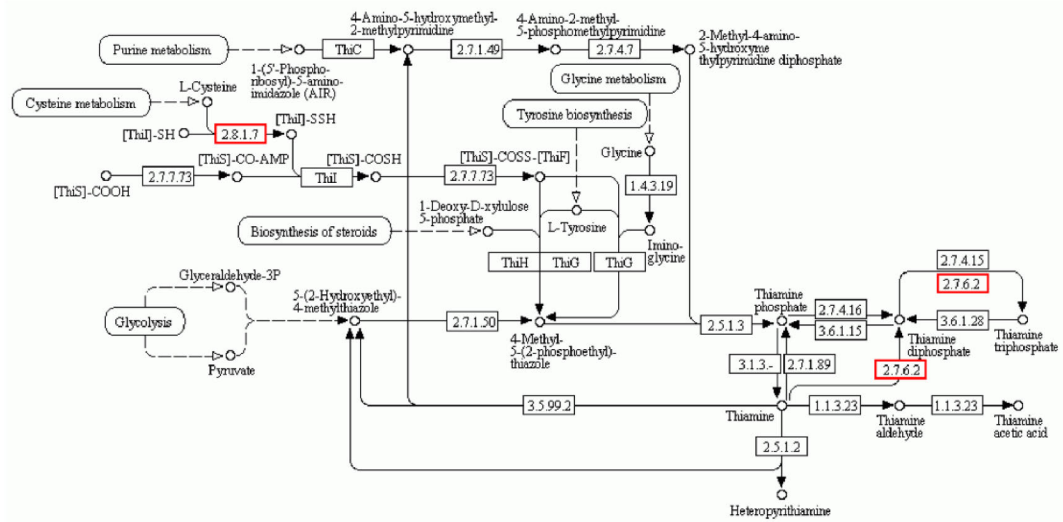 4-Amino-5-hydroxymethyl-
2-methylpyrimidine
4-Amino-2-methyl-
5-phosphomethylpyrimidine
2-Methyl-4-amino-
5-hydroxyme
thylpyrimidine diphosphate
Purine metabolism
ThiC
2.7.1.49
2.7.4.7
1-(5'-Phospho-
ribosyl)-5-amino-
imidazole (AIR)
Glycine metabolism
L-Cysteine
Cysteine metabolism
[ThiI]-SSH
Tyrosine biosynthesis
[ThiI]-SH
2.8.1.7
Glycine
[ThiS]-CO-AMP
[ThiS]-COSH
[ThiS]-COSS-[ThiF]
2.7.7.73
ThiI
2.7.7.73
1.4.3.19
[ThiS]-COOH
1-Deoxy-D-xylulose
5-phosphate
Biosynthesis of steroids
L-Tyrosine
Imino-
glycine
ThiH
ThiG
ThiG
2.7.4.15
Glyceraldehyde-3P
2.7.6.2
5-(2-Hydroxyethyl)-
4-methylthiazole
Thiamine
phosphate
2.7.4.16
Glycolysis
2.7.1.50
2.5.1.3
3.6.1.15
3.6.1.28
4-Methyl-
5-(2-phosphoethyl)-
thiazole
Thiamine
diphosphate
Thiamine
triphosphate
Pyruvate
3.1.3.-
2.7.1.89
2.7.6.2
3.5.99.2
1.1.3.23
1.1.3.23
Thiamine
Thiamine
aldehyde
Thiamine
acetic acid
2.5.1.2
Heteropyrithiamine